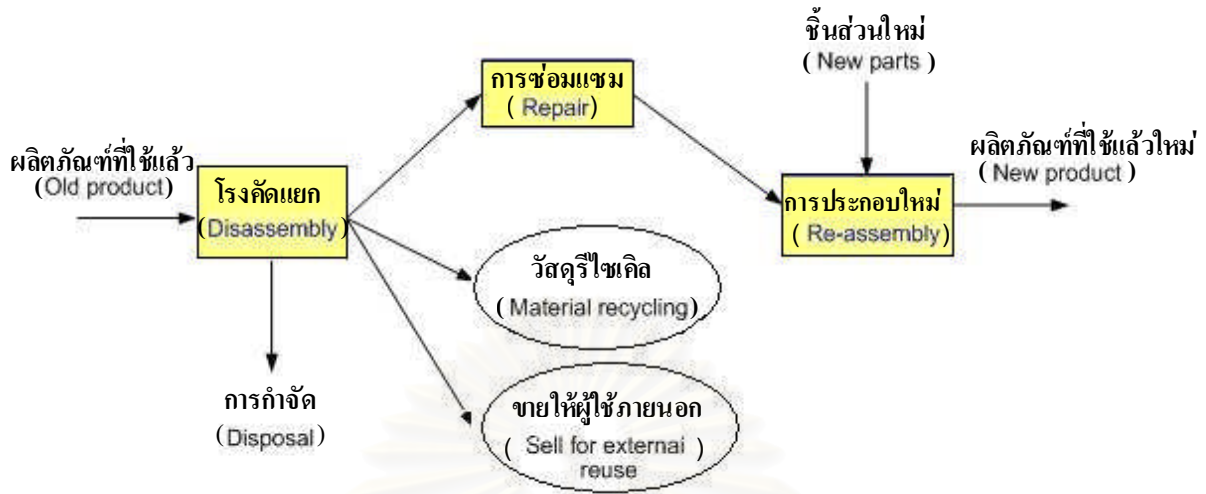 ชิ้นส่วนใหม่
( New parts )
การซ่อมแซม
( Repair )
ผลิตภัณฑ์ที่ใช้แล้ว
(Old product)
โรงคัดแยก
(Disassembly)
ผลิตภัณฑ์ที่ใช้แล้วใหม่
( New product )
การประกอบใหม่
( Re-assembly)
วัสดุรีไซเคิล
( Material recycling)
การกำจัด
(Disposal)
ขายให้ผู้ใช้ภายนอก
( Sell for externai )
reuse